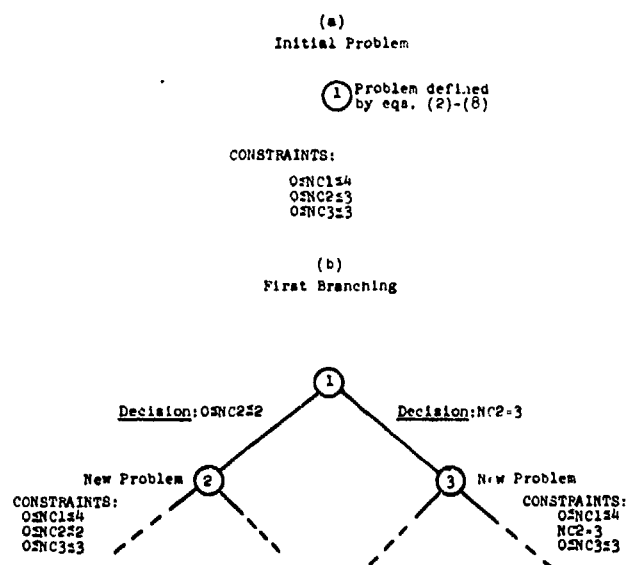 (a)
Initial Problem
1 Problem defined
by eqs. (2)-(8)
CONSTRAINTS:
0≤NC1≤4
0≤NC2≤3
0≤NC3≤3
(b)
First Branching
1
Decision: 0≤NC2≤2
Decision: NC2=3
New Problem 2
3 New Problem
CONSTRAINTS:
0≤NC1≤4
0≤NC2≤2
0≤NC3≤3
CONSTRAINTS:
0≤NC1≤4
NC2=3
0≤NC3≤3